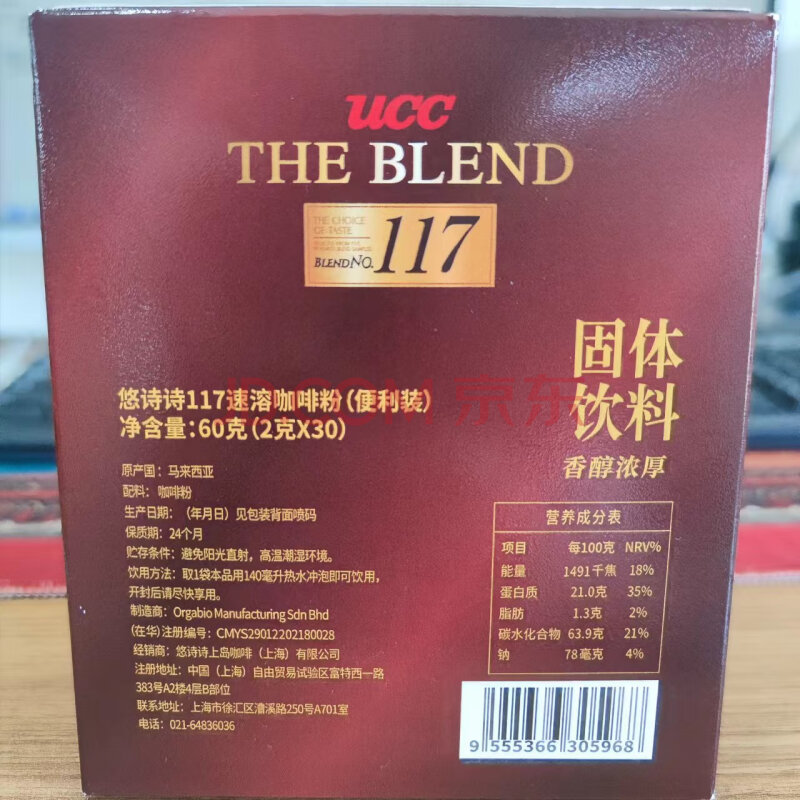 UCC
THE BLEND
THE CHOICE
OF TASTE
BLEND NO. 117
固体
饮料
香醇浓厚
悠诗诗117速溶咖啡粉(便利装)
净含量:60克(2克X30)
JD.COM 京东
原产国:马来西亚
配料:咖啡粉
生产日期:(年月日)见包装背面喷码
保质期:24个月
贮存条件:避免阳光直射,高温潮湿环境。
饮用方法:取1袋本品用140毫升热水冲泡即可饮用,
开封后请尽快享用。
制造商:Orgabio Manufacturing Sdn Bhd
(在华)注册编号:CMYS29012202180028
经销商:悠诗诗上岛咖啡(上海)有限公司
注册地址:中国(上海)自由贸易试验区富特西一路
383号A2楼4层B部位
联系地址:上海市徐汇区漕溪路250号A701室
电话:021-64836036
营养成分表
项目 每100克 NRV%
能量 1491千焦 18%
蛋白质 21.0克 35%
脂肪 1.3克 2%
碳水化合物 63.9克 21%
钠 78毫克 4%
9 555366 305968